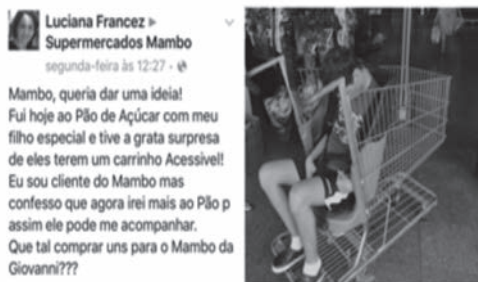 Luciana Francez ▶
Supermercados Mambo
segunda-feira às 12:27 ·
Mambo, queria dar uma ideia!
Fui hoje ao Pão de Açúcar com meu
filho especial e tive a grata surpresa
de eles terem um carrinho Acessivel!
Eu sou cliente do Mambo mas
confesso que agora irei mais ao Pão p
assim ele pode me acompanhar.
Que tal comprar uns para o Mambo da
Giovanni???